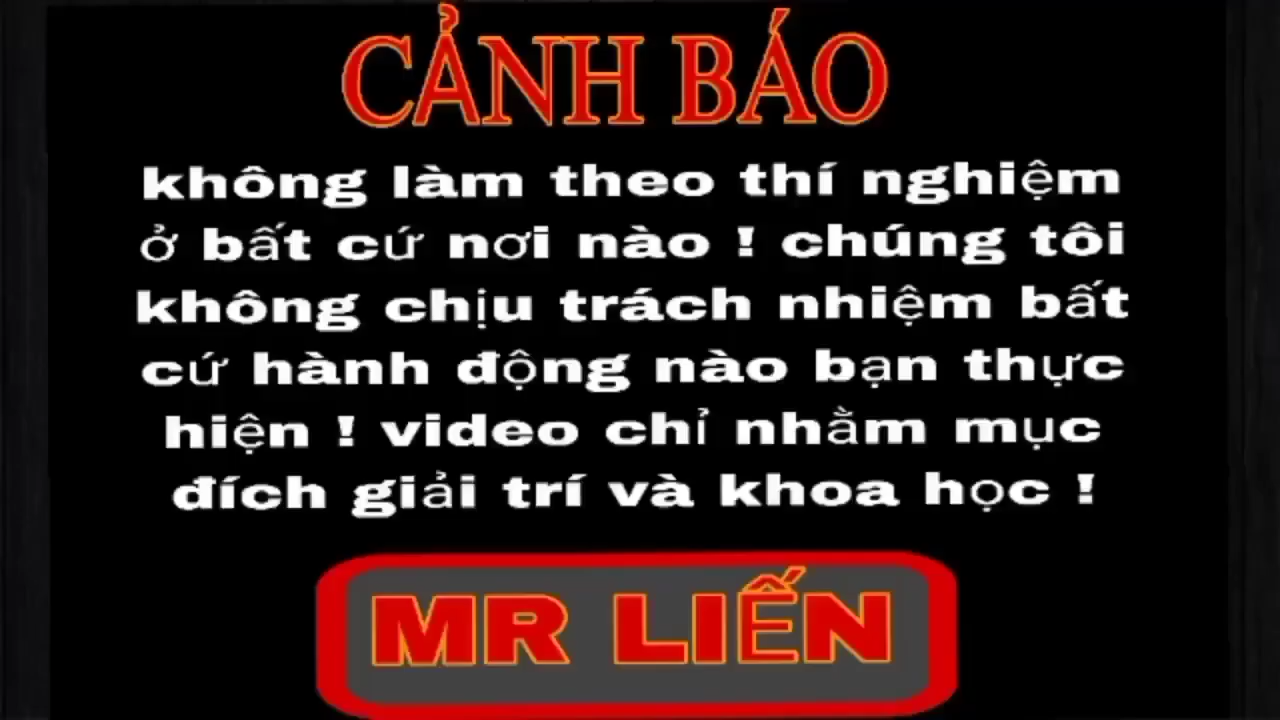 CẢNH BÁO
không làm theo thí nghiệm
ở bất cứ nơi nào ! chúng tôi
không chịu trách nhiệm bất
cứ hành động nào bạn thực
hiện ! video chỉ nhằm mục
đích giải trí và khoa học !
MR LIẾN